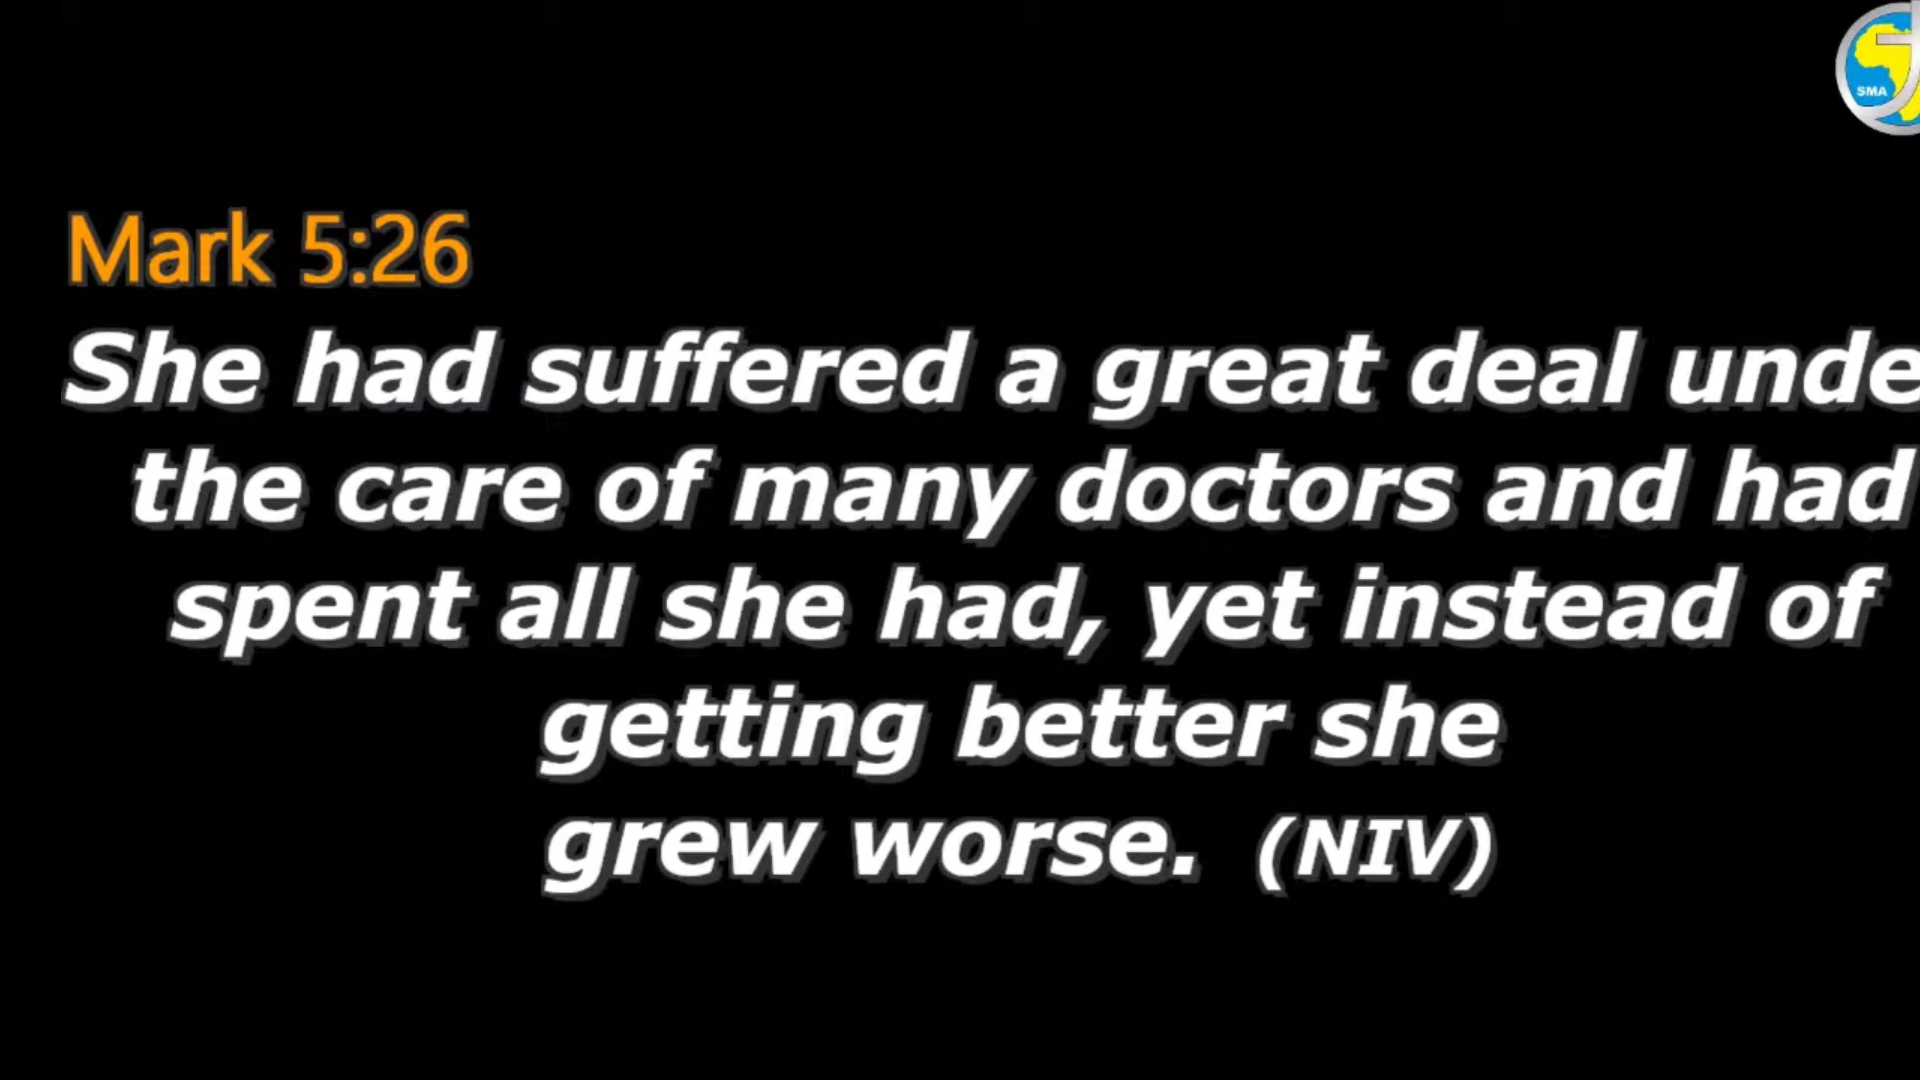 SMA
Mark 5:26
She had suffered a great deal unde
the care of many doctors and had
spent all she had, yet instead of
getting better she
grew worse. (NIV)